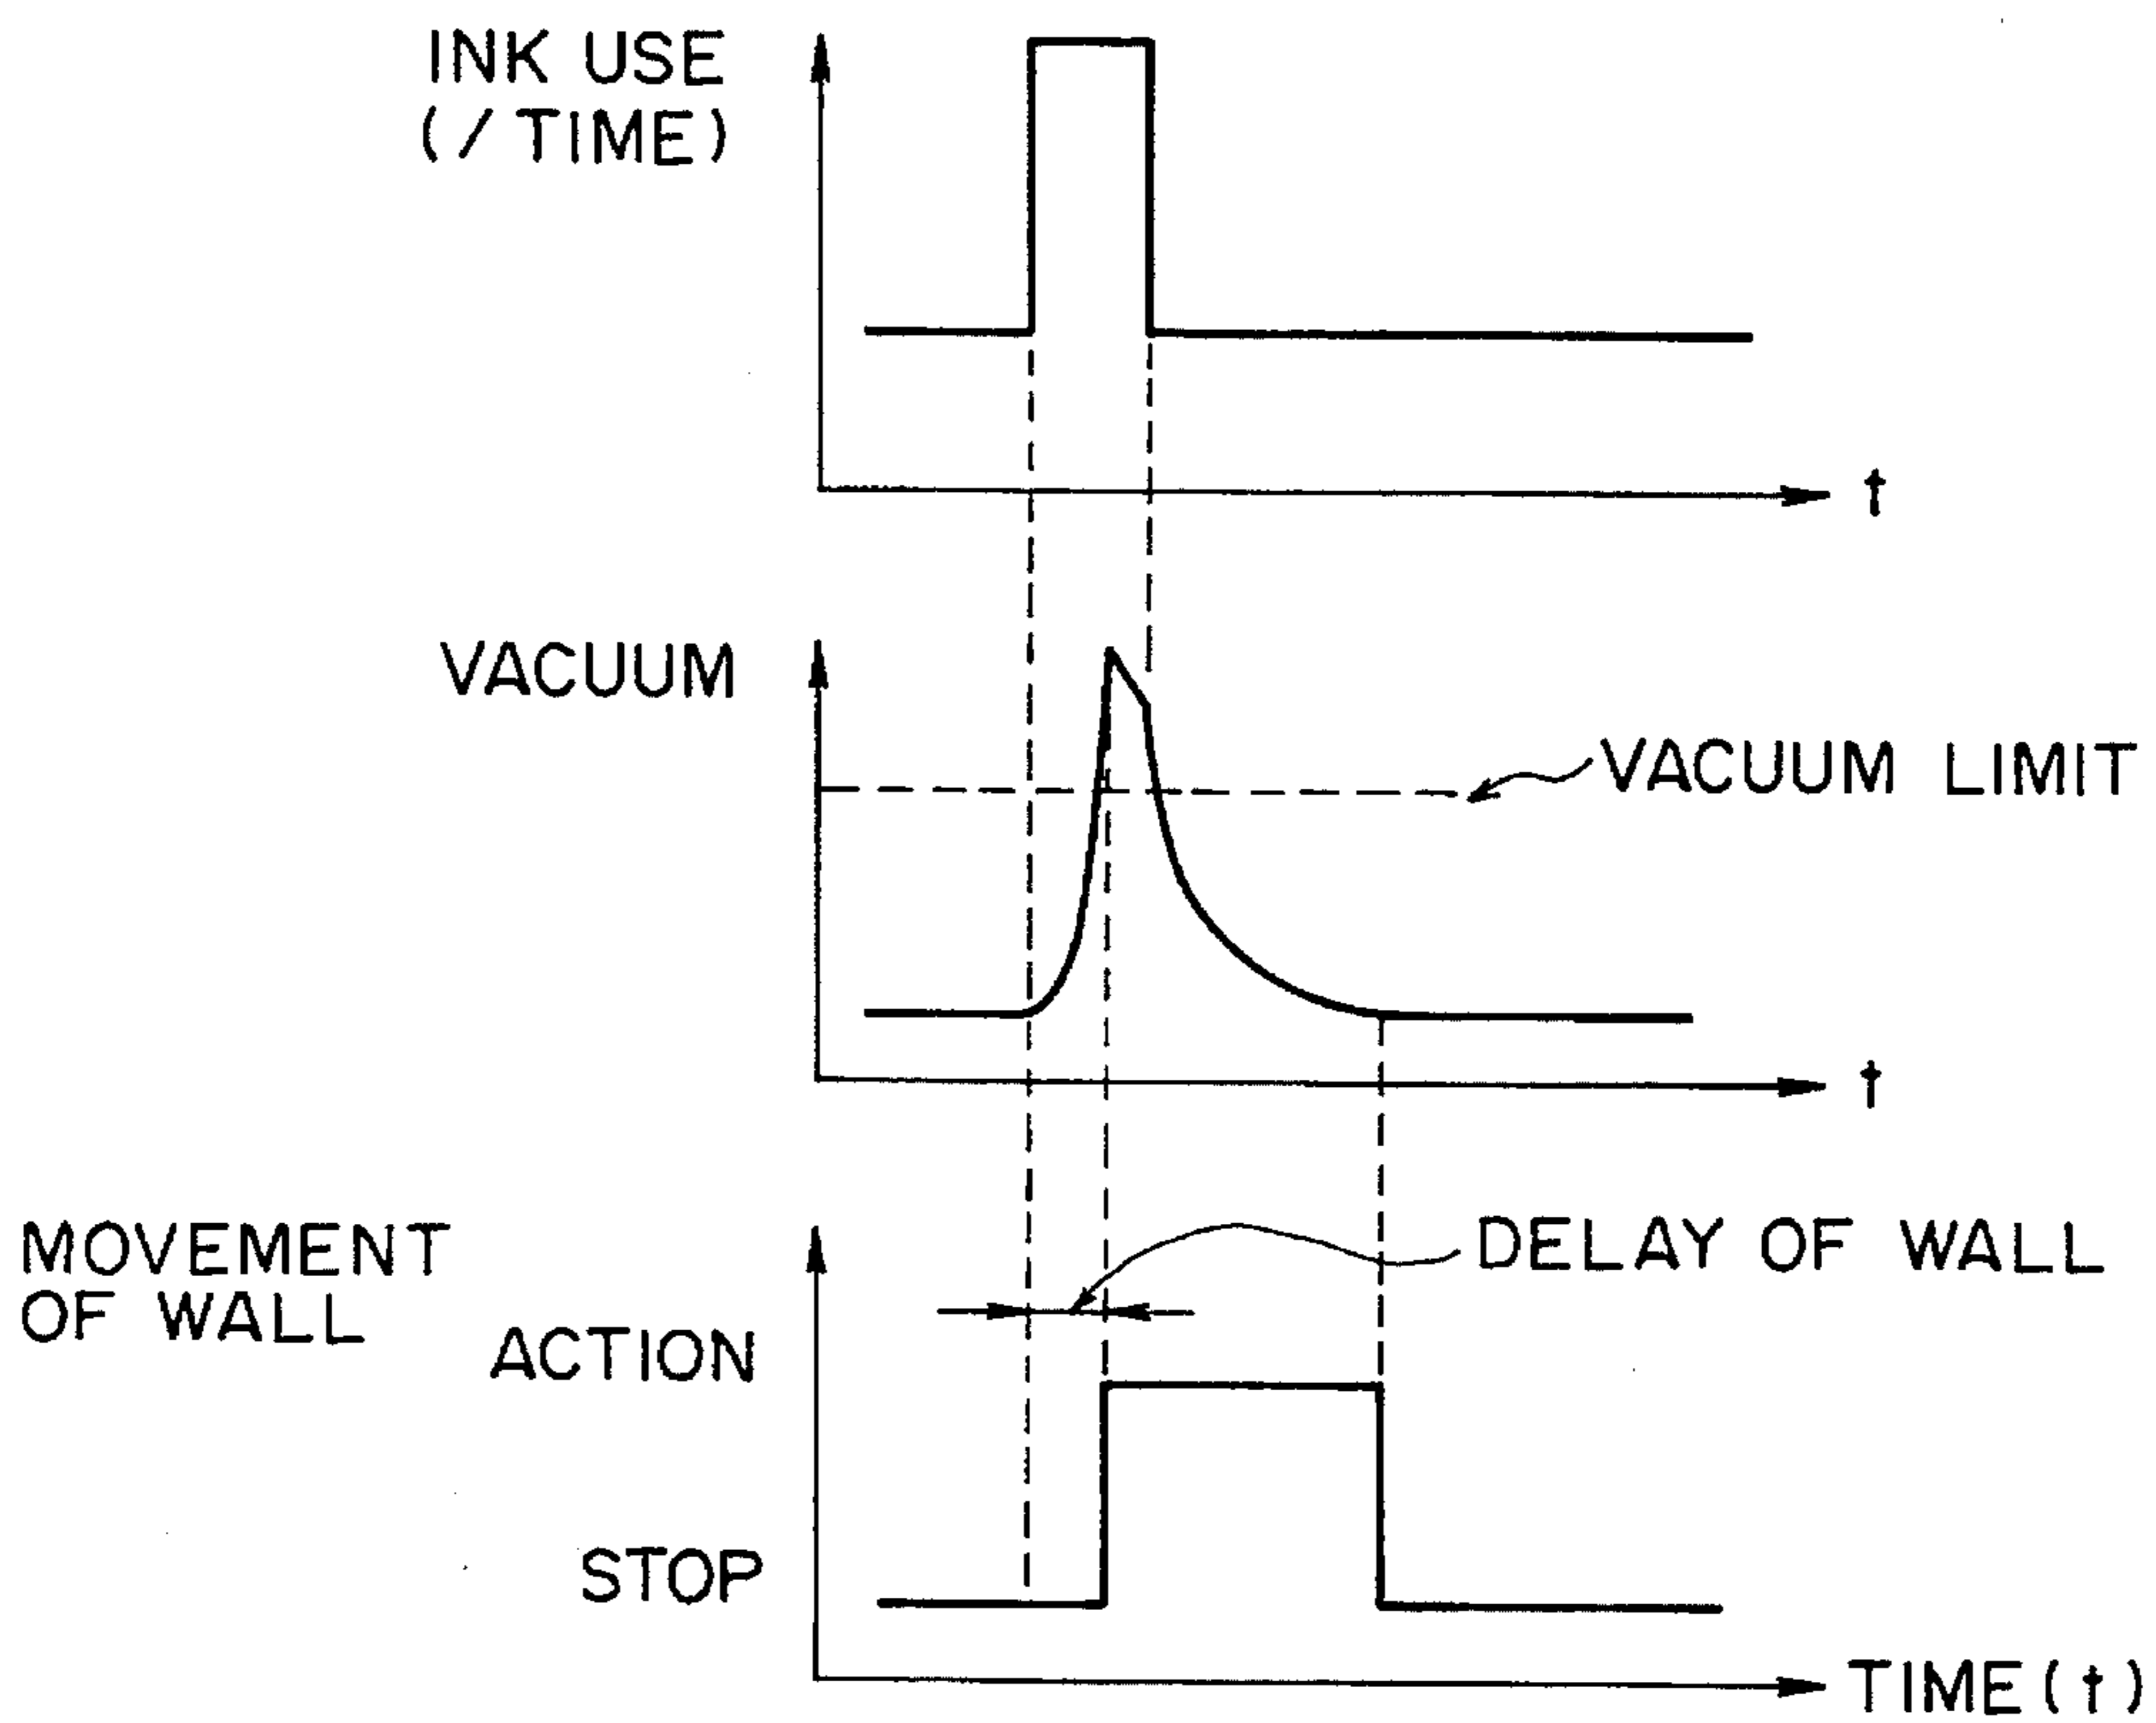 INK USE
(/TIME)
t
VACUUM
VACUUM LIMIT
t
MOVEMENT
OF WALL
DELAY OF WALL
ACTION
STOP
TIME(t)